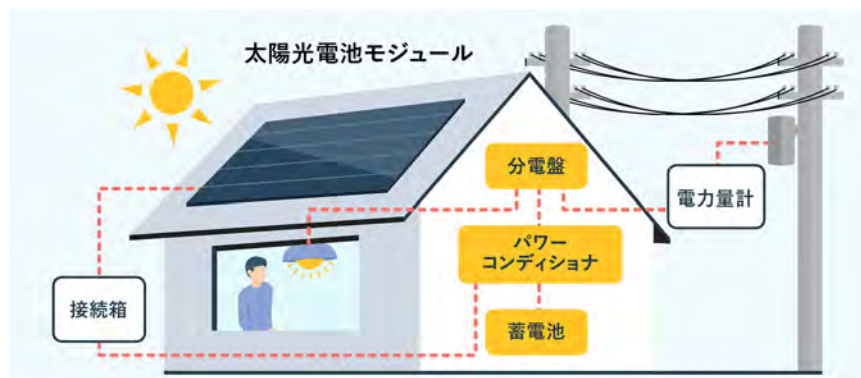 太陽光電池モジュール
分電盤
電力量計
パワー
コンディショナ
接続箱
蓄電池